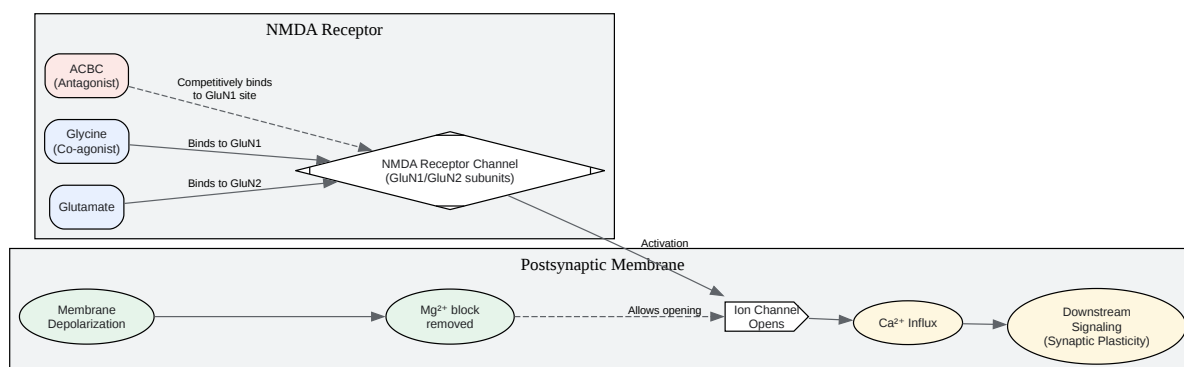 NMDA Receptor
ACBC
(Antagonist)
Competitively binds
to GluN1 site
Glycine
(Co-agonist)
Binds to GluN1
NMDA Receptor Channel
(GluN1/GluN2 subunits)
Binds to GluN2
Glutamate
Activation
Postsynaptic Membrane
Membrane
Depolarization
Mg²⁺ block
removed
Allows opening
Ion Channel
Opens
Ca²⁺ Influx
Downstream
Signaling
(Synaptic Plasticity)